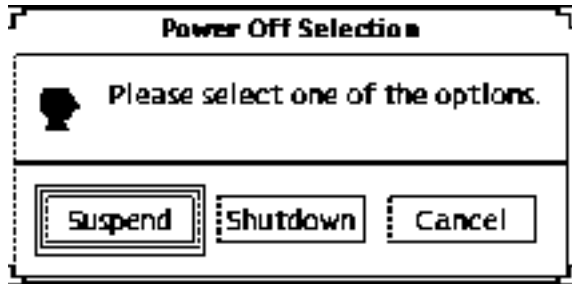 Power Off Selection
Please select one of the options.
Suspend Shutdown Cancel